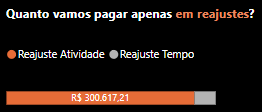 Quanto vamos pagar apenas em reajustes?
Reajuste Atividade Reajuste Tempo
R$ 300.617,21